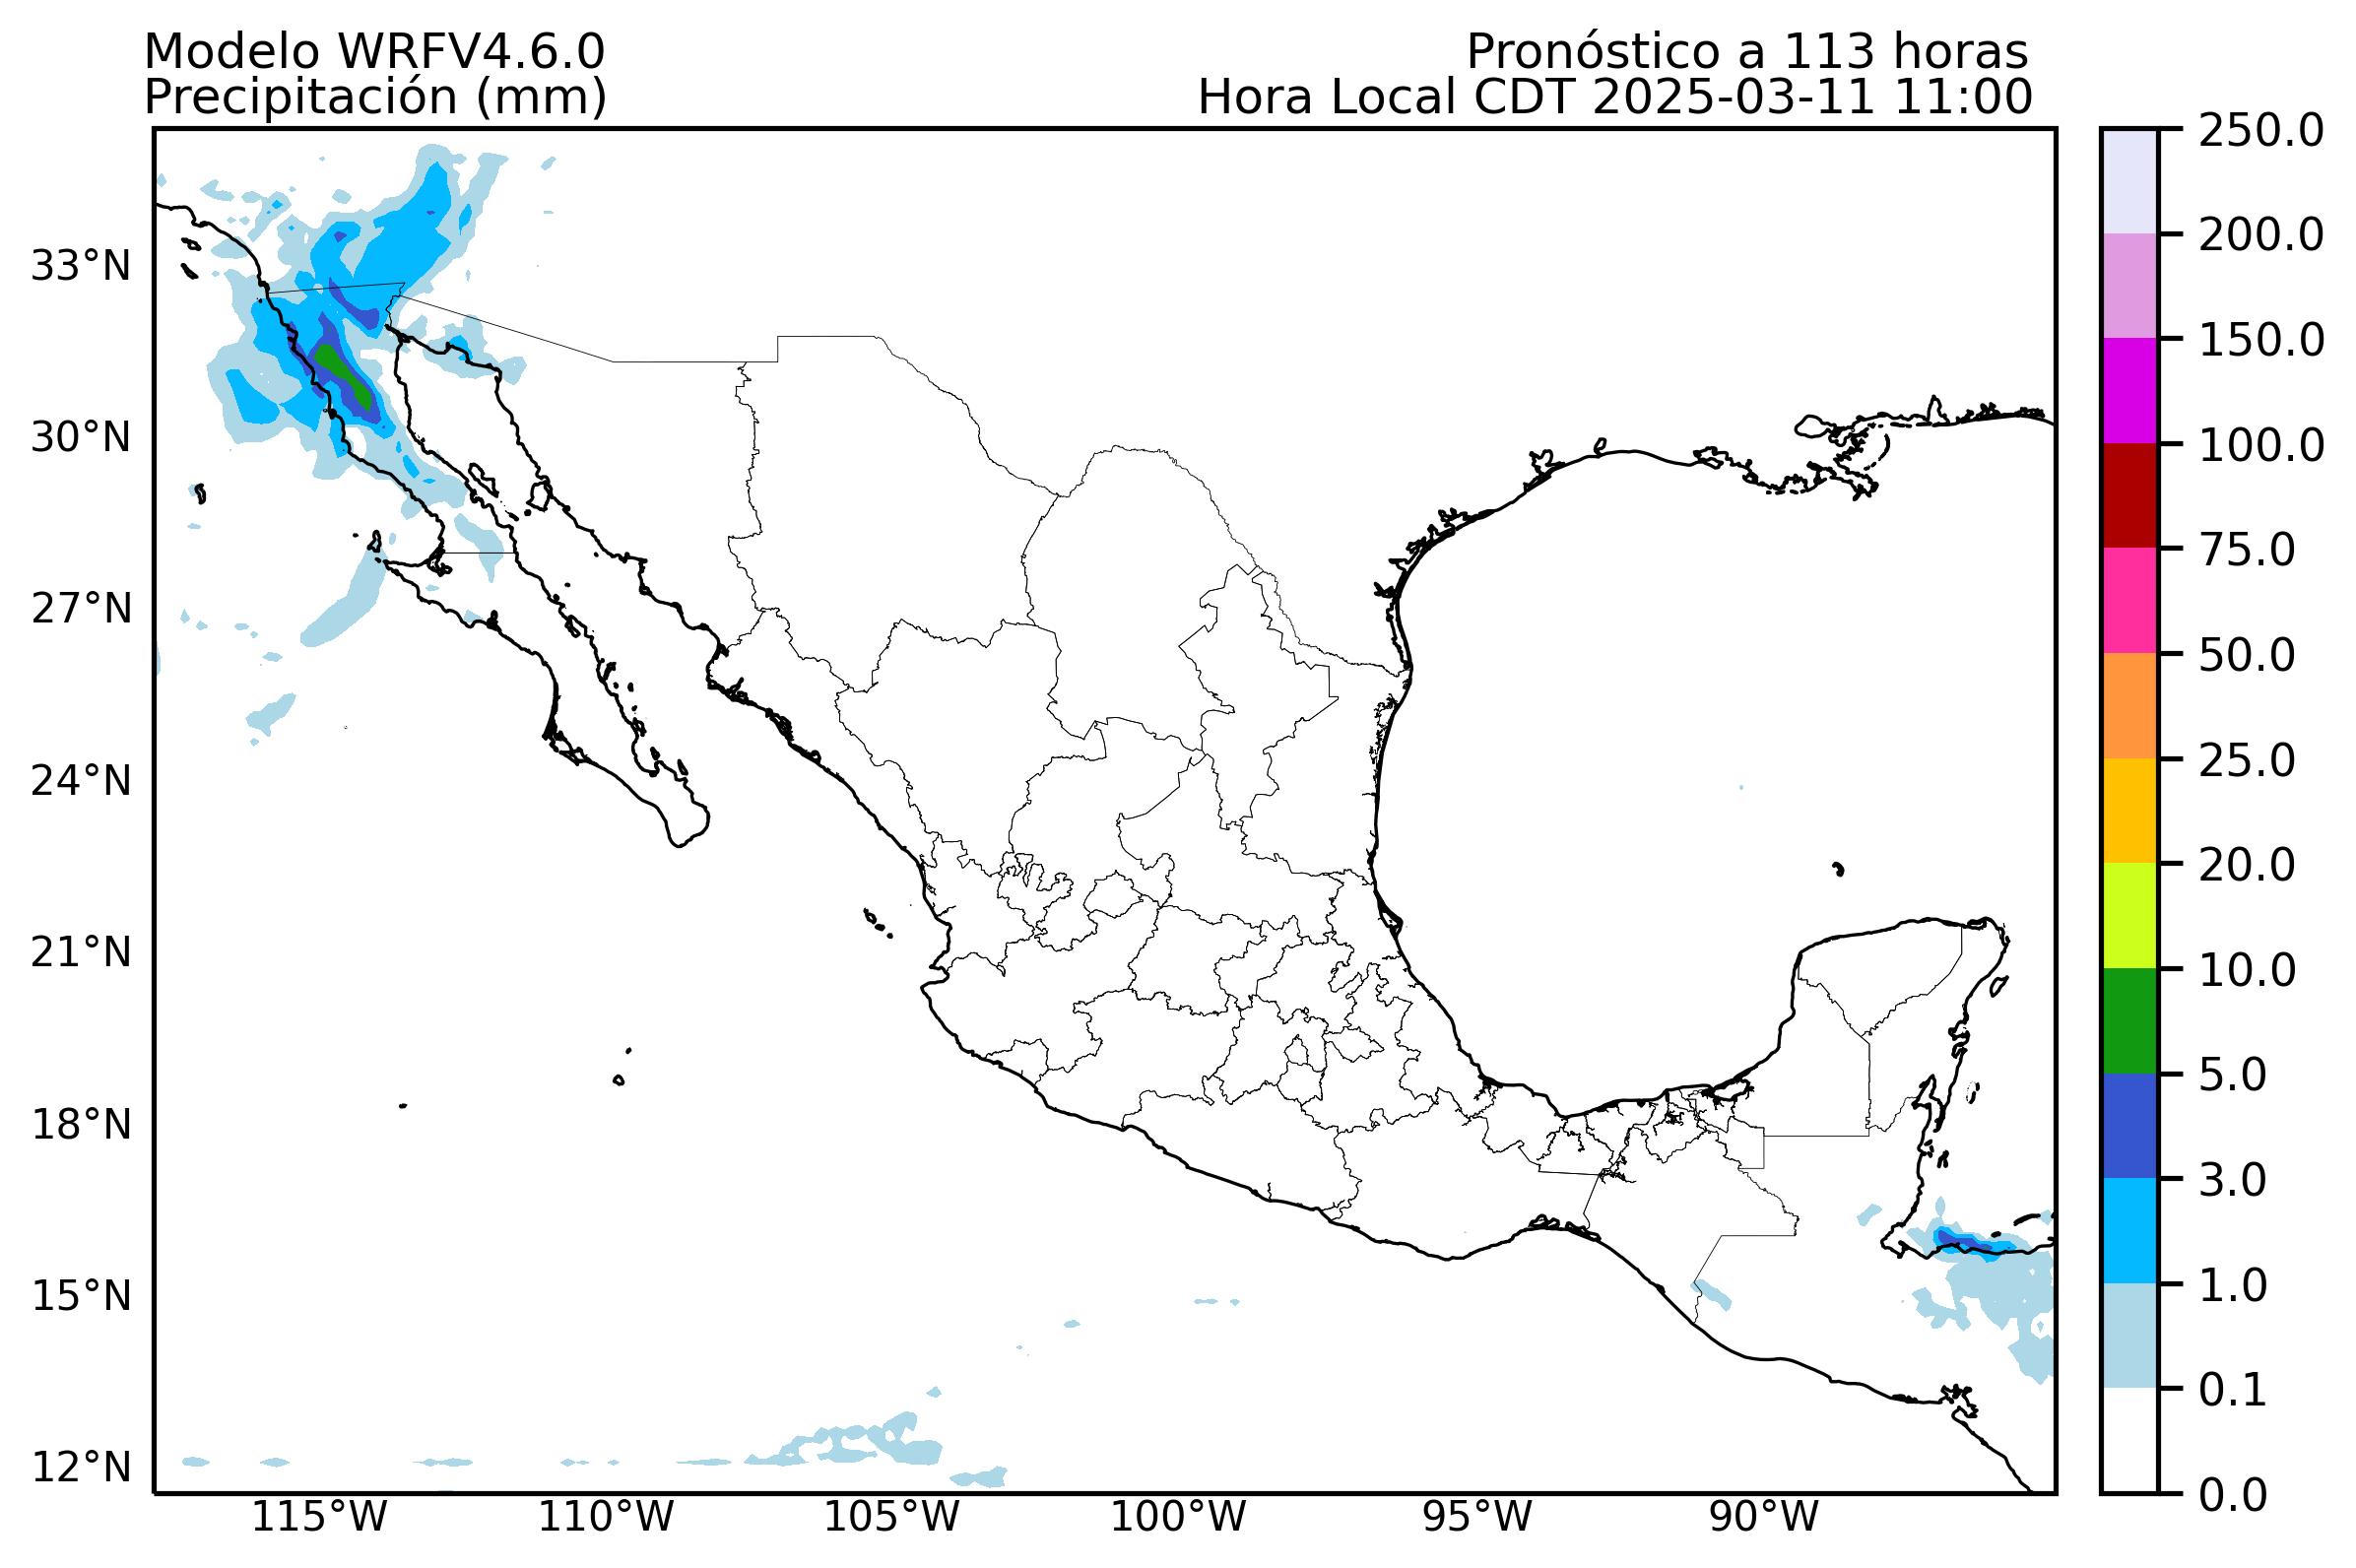 Modelo WRFV4.6.0
Pronóstico a 113 horas
Precipitación (mm)
Hora Local CDT 2025-03-11 11:00
33°N
30°N
27°N
24°N
21°N
18°N
15°N
12°N
115°W
110°W
105°W
100°W
95°W
90°W
250.0
200.0
150.0
100.0
75.0
50.0
25.0
20.0
10.0
5.0
3.0
1.0
0.1
0.0